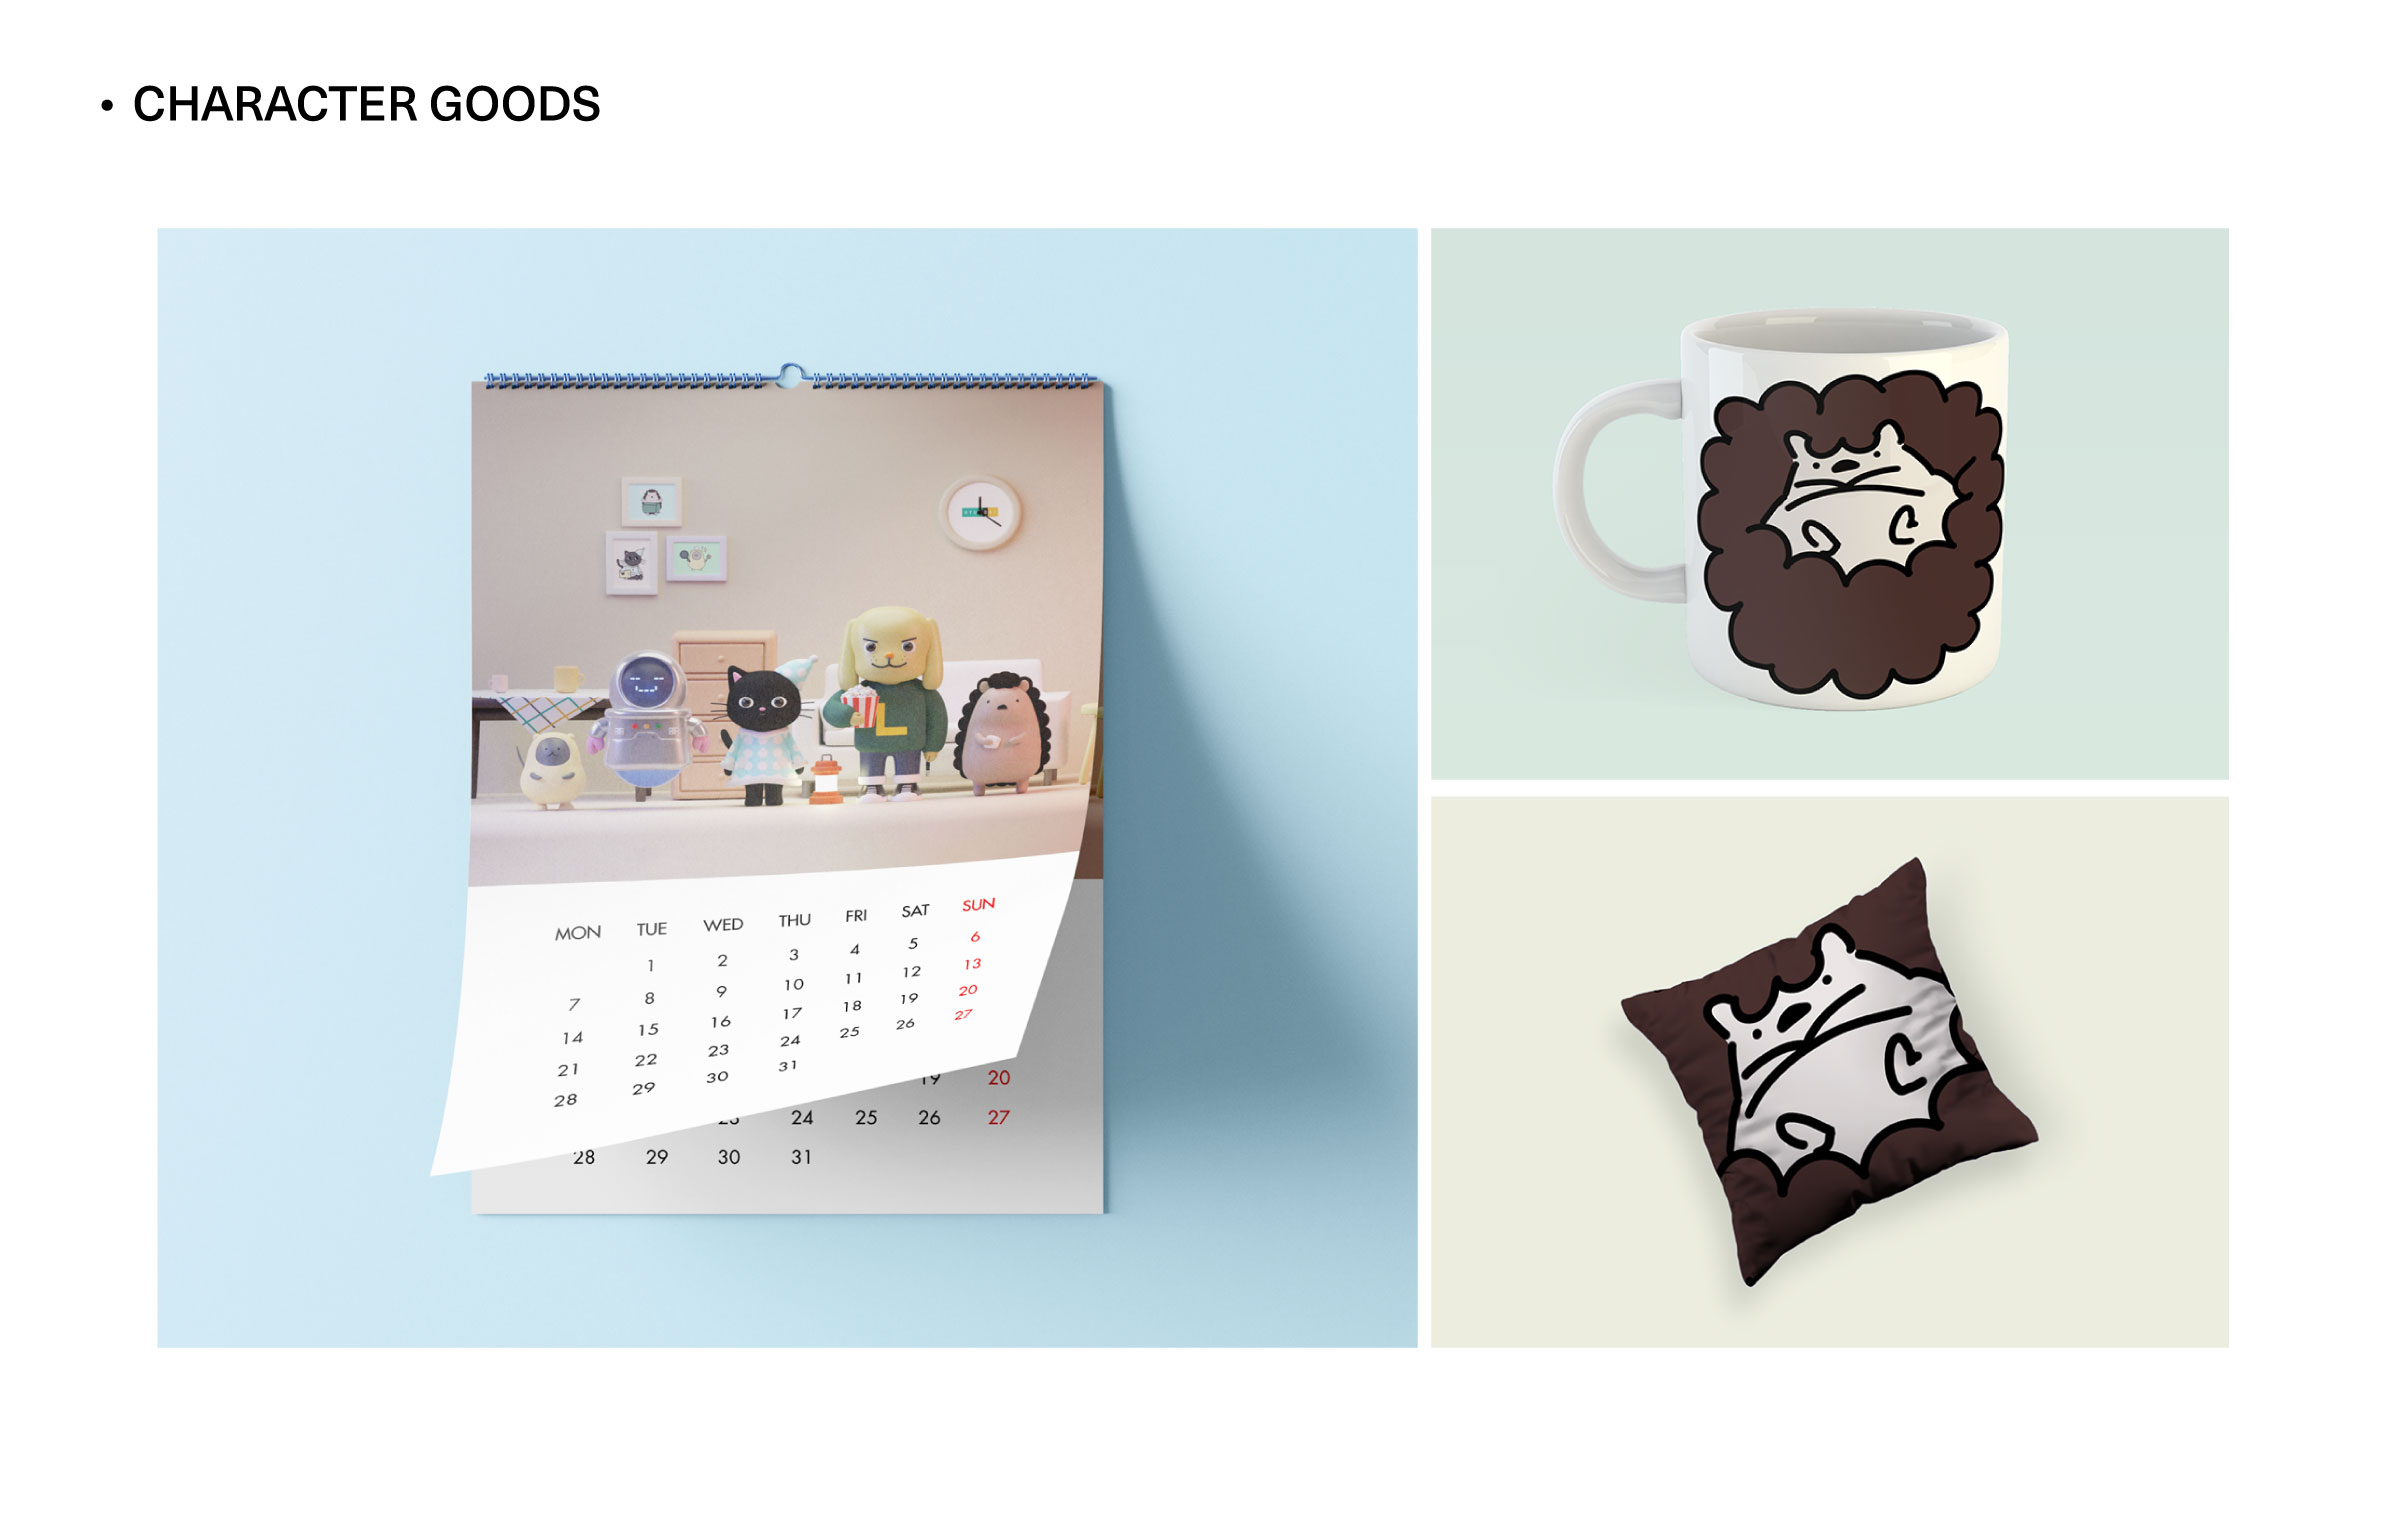 • CHARACTER GOODS
L
MON TUE WED THU FRI SAT SUN
1 2 3 4 5 6
7 8 9 10 11 12 13
14 15 16 17 18 19 20
21 22 23 24 25 26 27
28 29 30 31
19 20
23 24 25 26 27
28 29 30 31